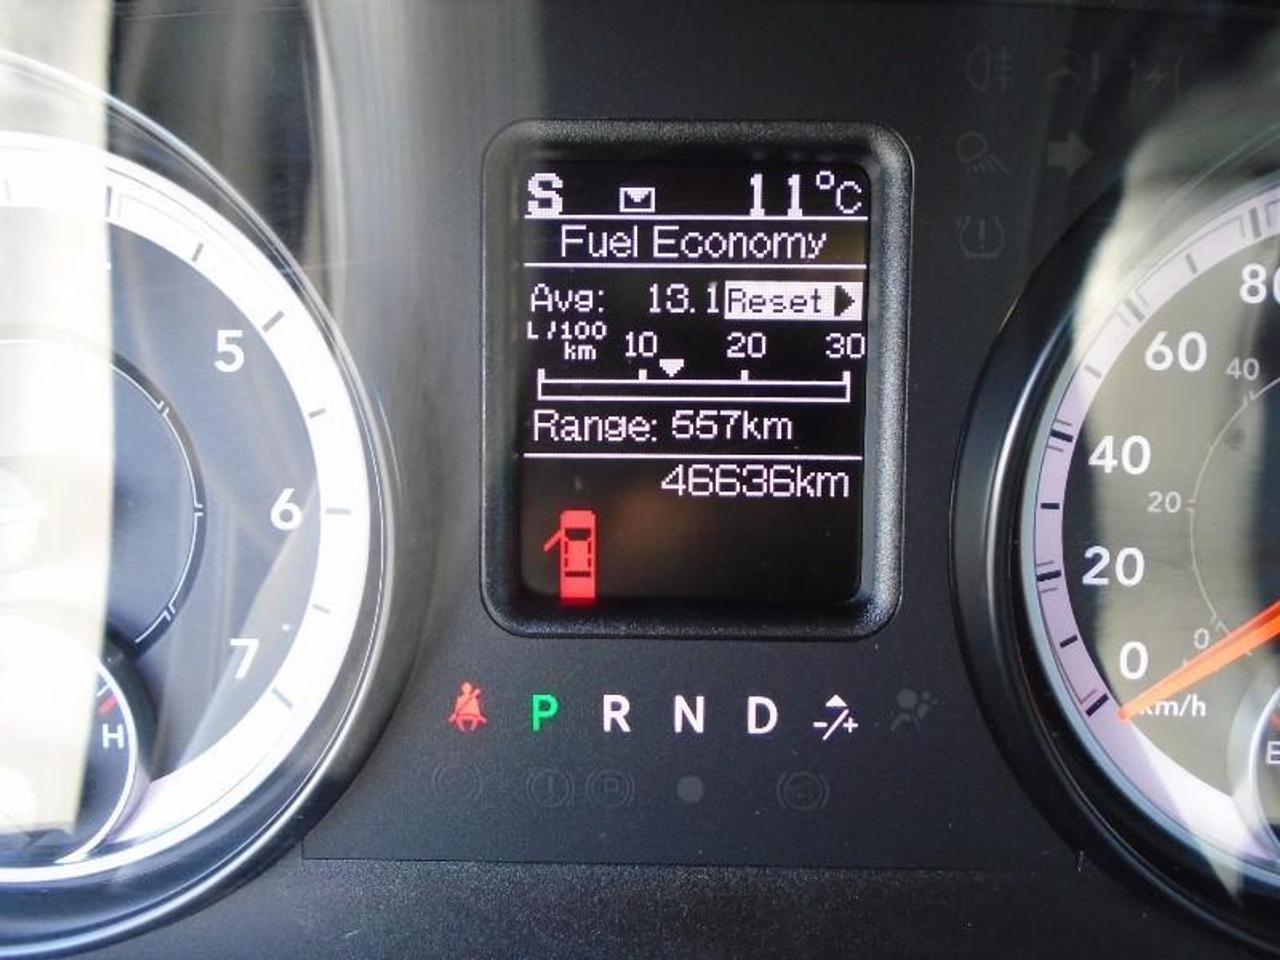 S 11°C
Fuel Economy
Avg: 13.1 Reset
L/100
km 10 20 30
Range: 557km
46636km
P R N D -/+
5
6
7
H
80
60
40
20
0
km/h
40
20
0
E